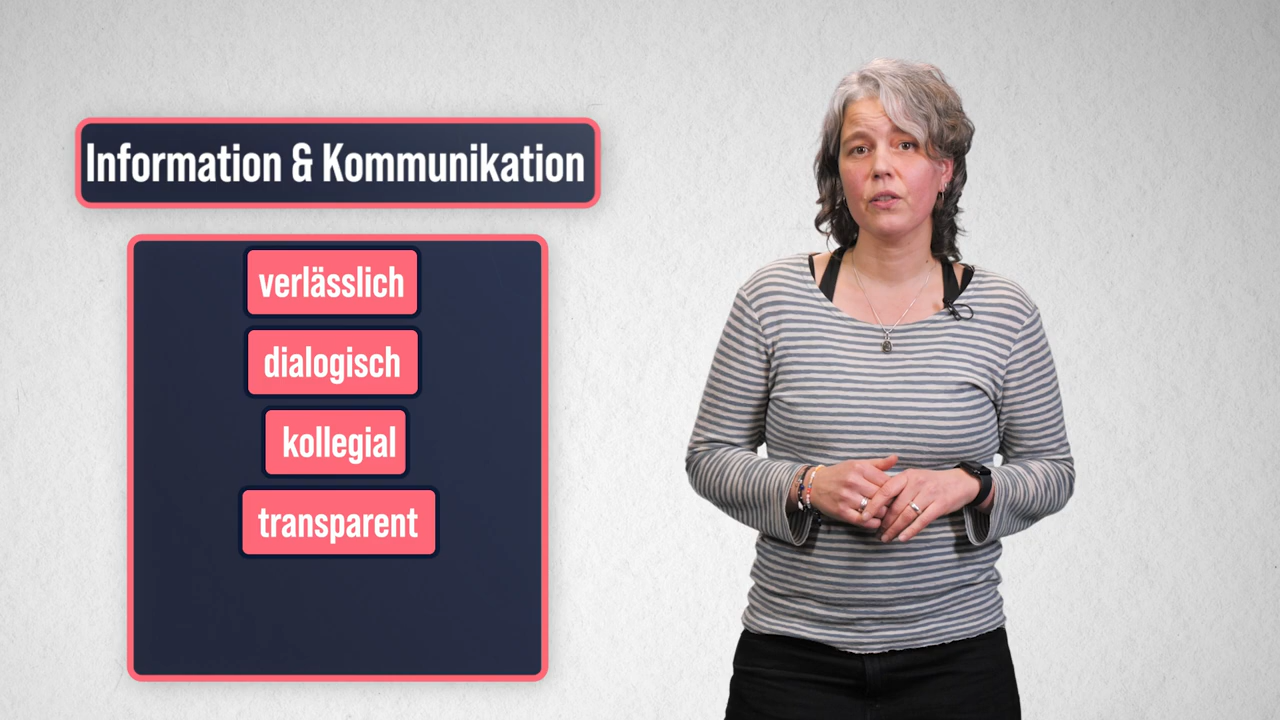 Information & Kommunikation
verlässlich
dialogisch
kollegial
transparent